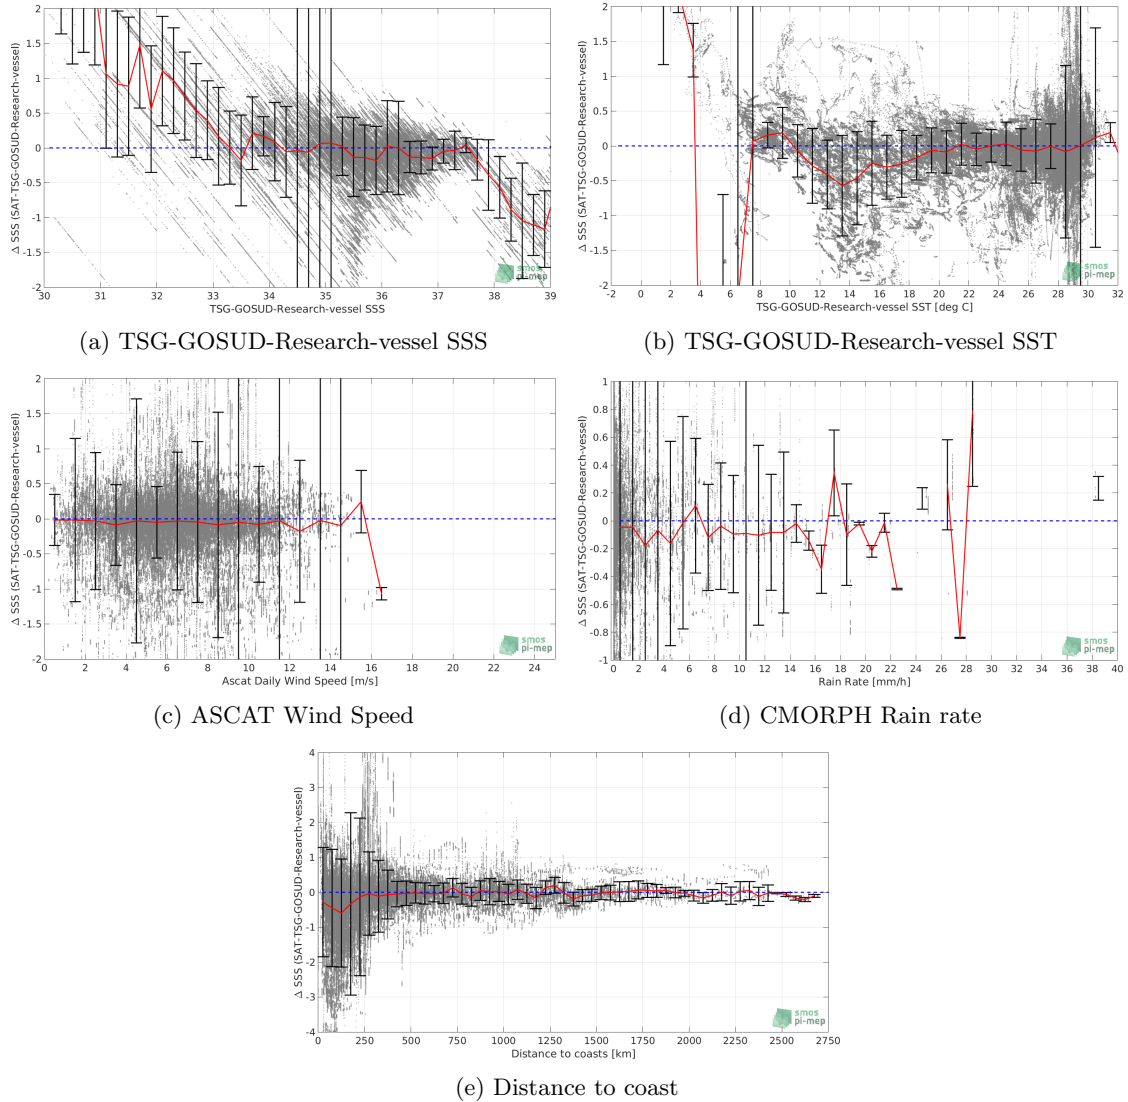 Δ SSS (SAT-TSG-GOSUD-Research-vessel)
2
1.5
1
0.5
0
-0.5
-1
-1.5
-2
30 31 32 33 34 35 36 37 38 39
TSG-GOSUD-Research-vessel SSS
smos
pi-mep
(a) TSG-GOSUD-Research-vessel SSS
Δ SSS (SAT-TSG-GOSUD-Research-vessel)
2
1.5
1
0.5
0
-0.5
-1
-1.5
-2
-2 0 2 4 6 8 10 12 14 16 18 20 22 24 26 28 30 32
TSG-GOSUD-Research-vessel SST [deg C]
smos
pi-mep
(b) TSG-GOSUD-Research-vessel SST
Δ SSS (SAT-TSG-GOSUD-Research-vessel)
2
1.5
1
0.5
0
-0.5
-1
-1.5
-2
0 2 4 6 8 10 12 14 16 18 20 22 24
Ascat Daily Wind Speed [m/s]
smos
pi-mep
(c) ASCAT Wind Speed
Δ SSS (SAT-TSG-GOSUD-Research-vessel)
1
0.8
0.6
0.4
0.2
0
-0.2
-0.4
-0.6
-0.8
-1
0 2 4 6 8 10 12 14 16 18 20 22 24 26 28 30 32 34 36 38 40
Rain Rate [mm/h]
smos
pi-mep
(d) CMORPH Rain rate
Δ SSS (SAT-TSG-GOSUD-Research-vessel)
4
3
2
1
0
-1
-2
-3
-4
0 250 500 750 1000 1250 1500 1750 2000 2250 2500 2750
Distance to coasts [km]
smos
pi-mep
(e) Distance to coast